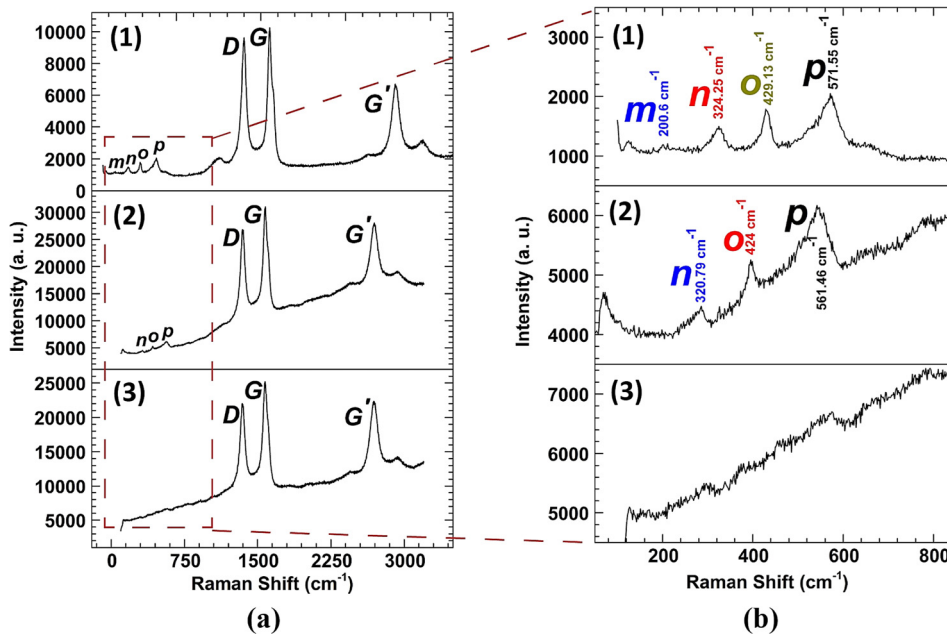 (1)
D
G
G'
m n o p
10000
8000
6000
4000
2000
0
(2)
D
G
G'
n o p
30000
25000
20000
15000
10000
5000
(3)
D
G
G'
25000
20000
15000
10000
5000
Intensity (a. u.)
0 750 1500 2250 3000
Raman Shift (cm-1)
(a)
(1)
m
200.6 cm-1
n
324.25 cm-1
o
429.13 cm-1
p
571.55 cm-1
3000
2000
1000
(2)
n
320.79 cm-1
o
424 cm-1
p
561.46 cm-1
6000
5000
4000
(3)
7000
6000
5000
Intensity (a. u.)
200 400 600 800
Raman Shift (cm-1)
(b)